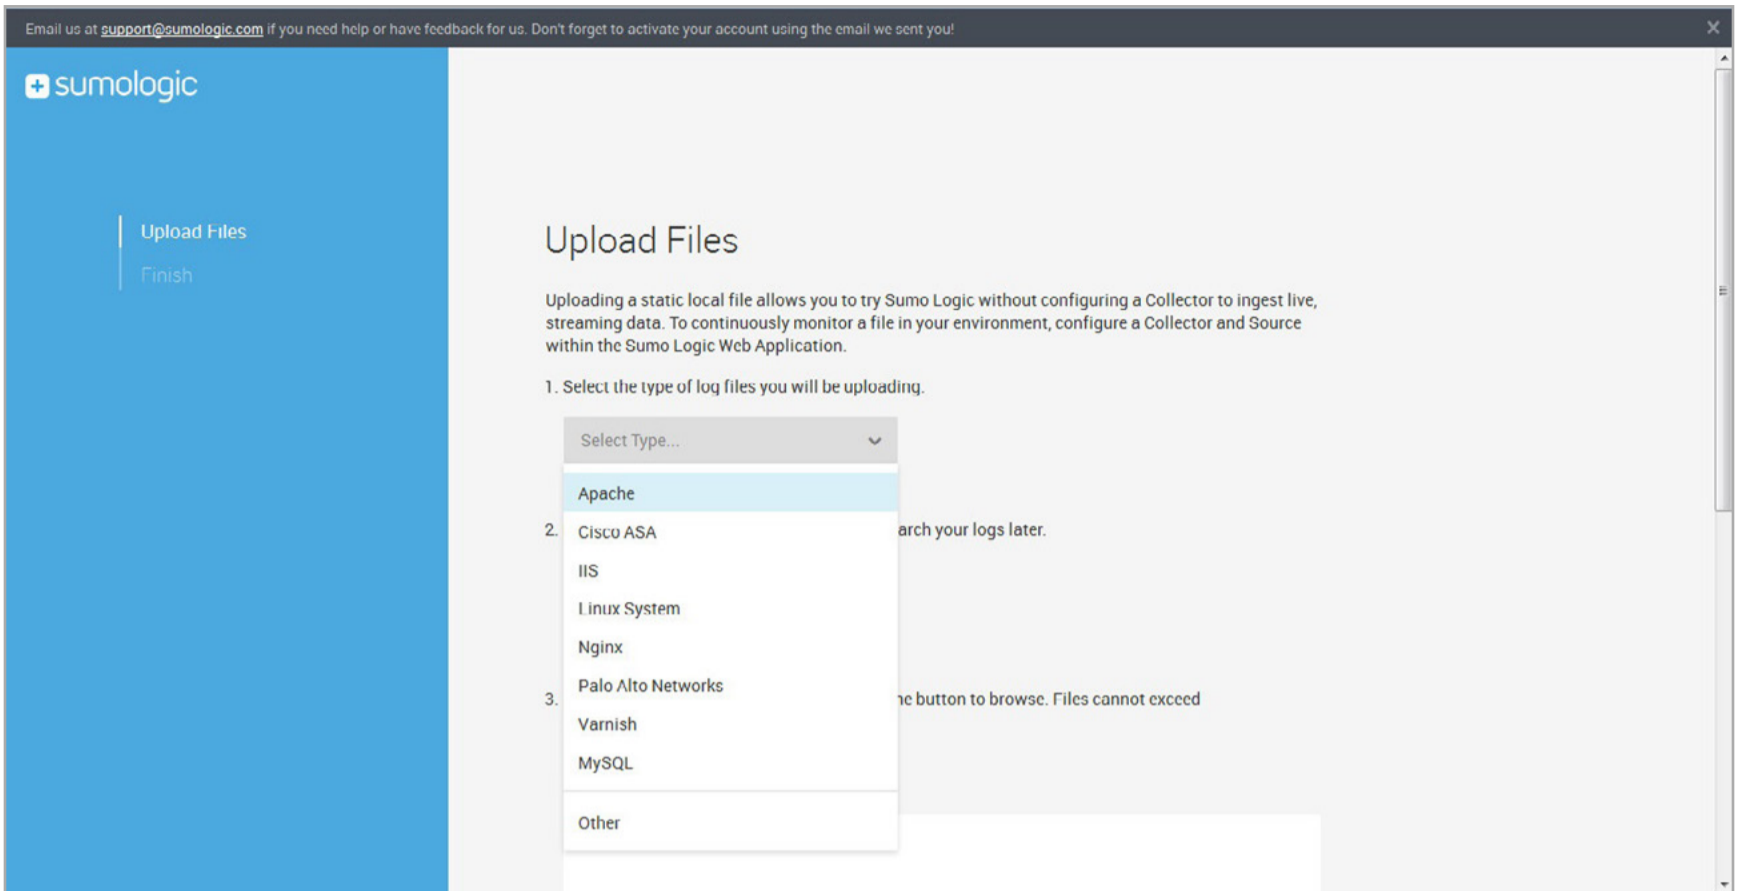 Email us at support@sumologic.com if you need help or have feedback for us. Don't forget to activate your account using the email we sent you!
sumologic
Upload Files
Finish
Upload Files
Uploading a static local file allows you to try Sumo Logic without configuring a Collector to ingest live,
streaming data. To continuously monitor a file in your environment, configure a Collector and Source
within the Sumo Logic Web Application.
1. Select the type of log files you will be uploading.
Select Type...
Apache
2.
Cisco ASA
arch your logs later.
IIS
Linux System
Nginx
Palo Alto Networks
3.
he button to browse. Files cannot exceed
Varnish
MySQL
Other